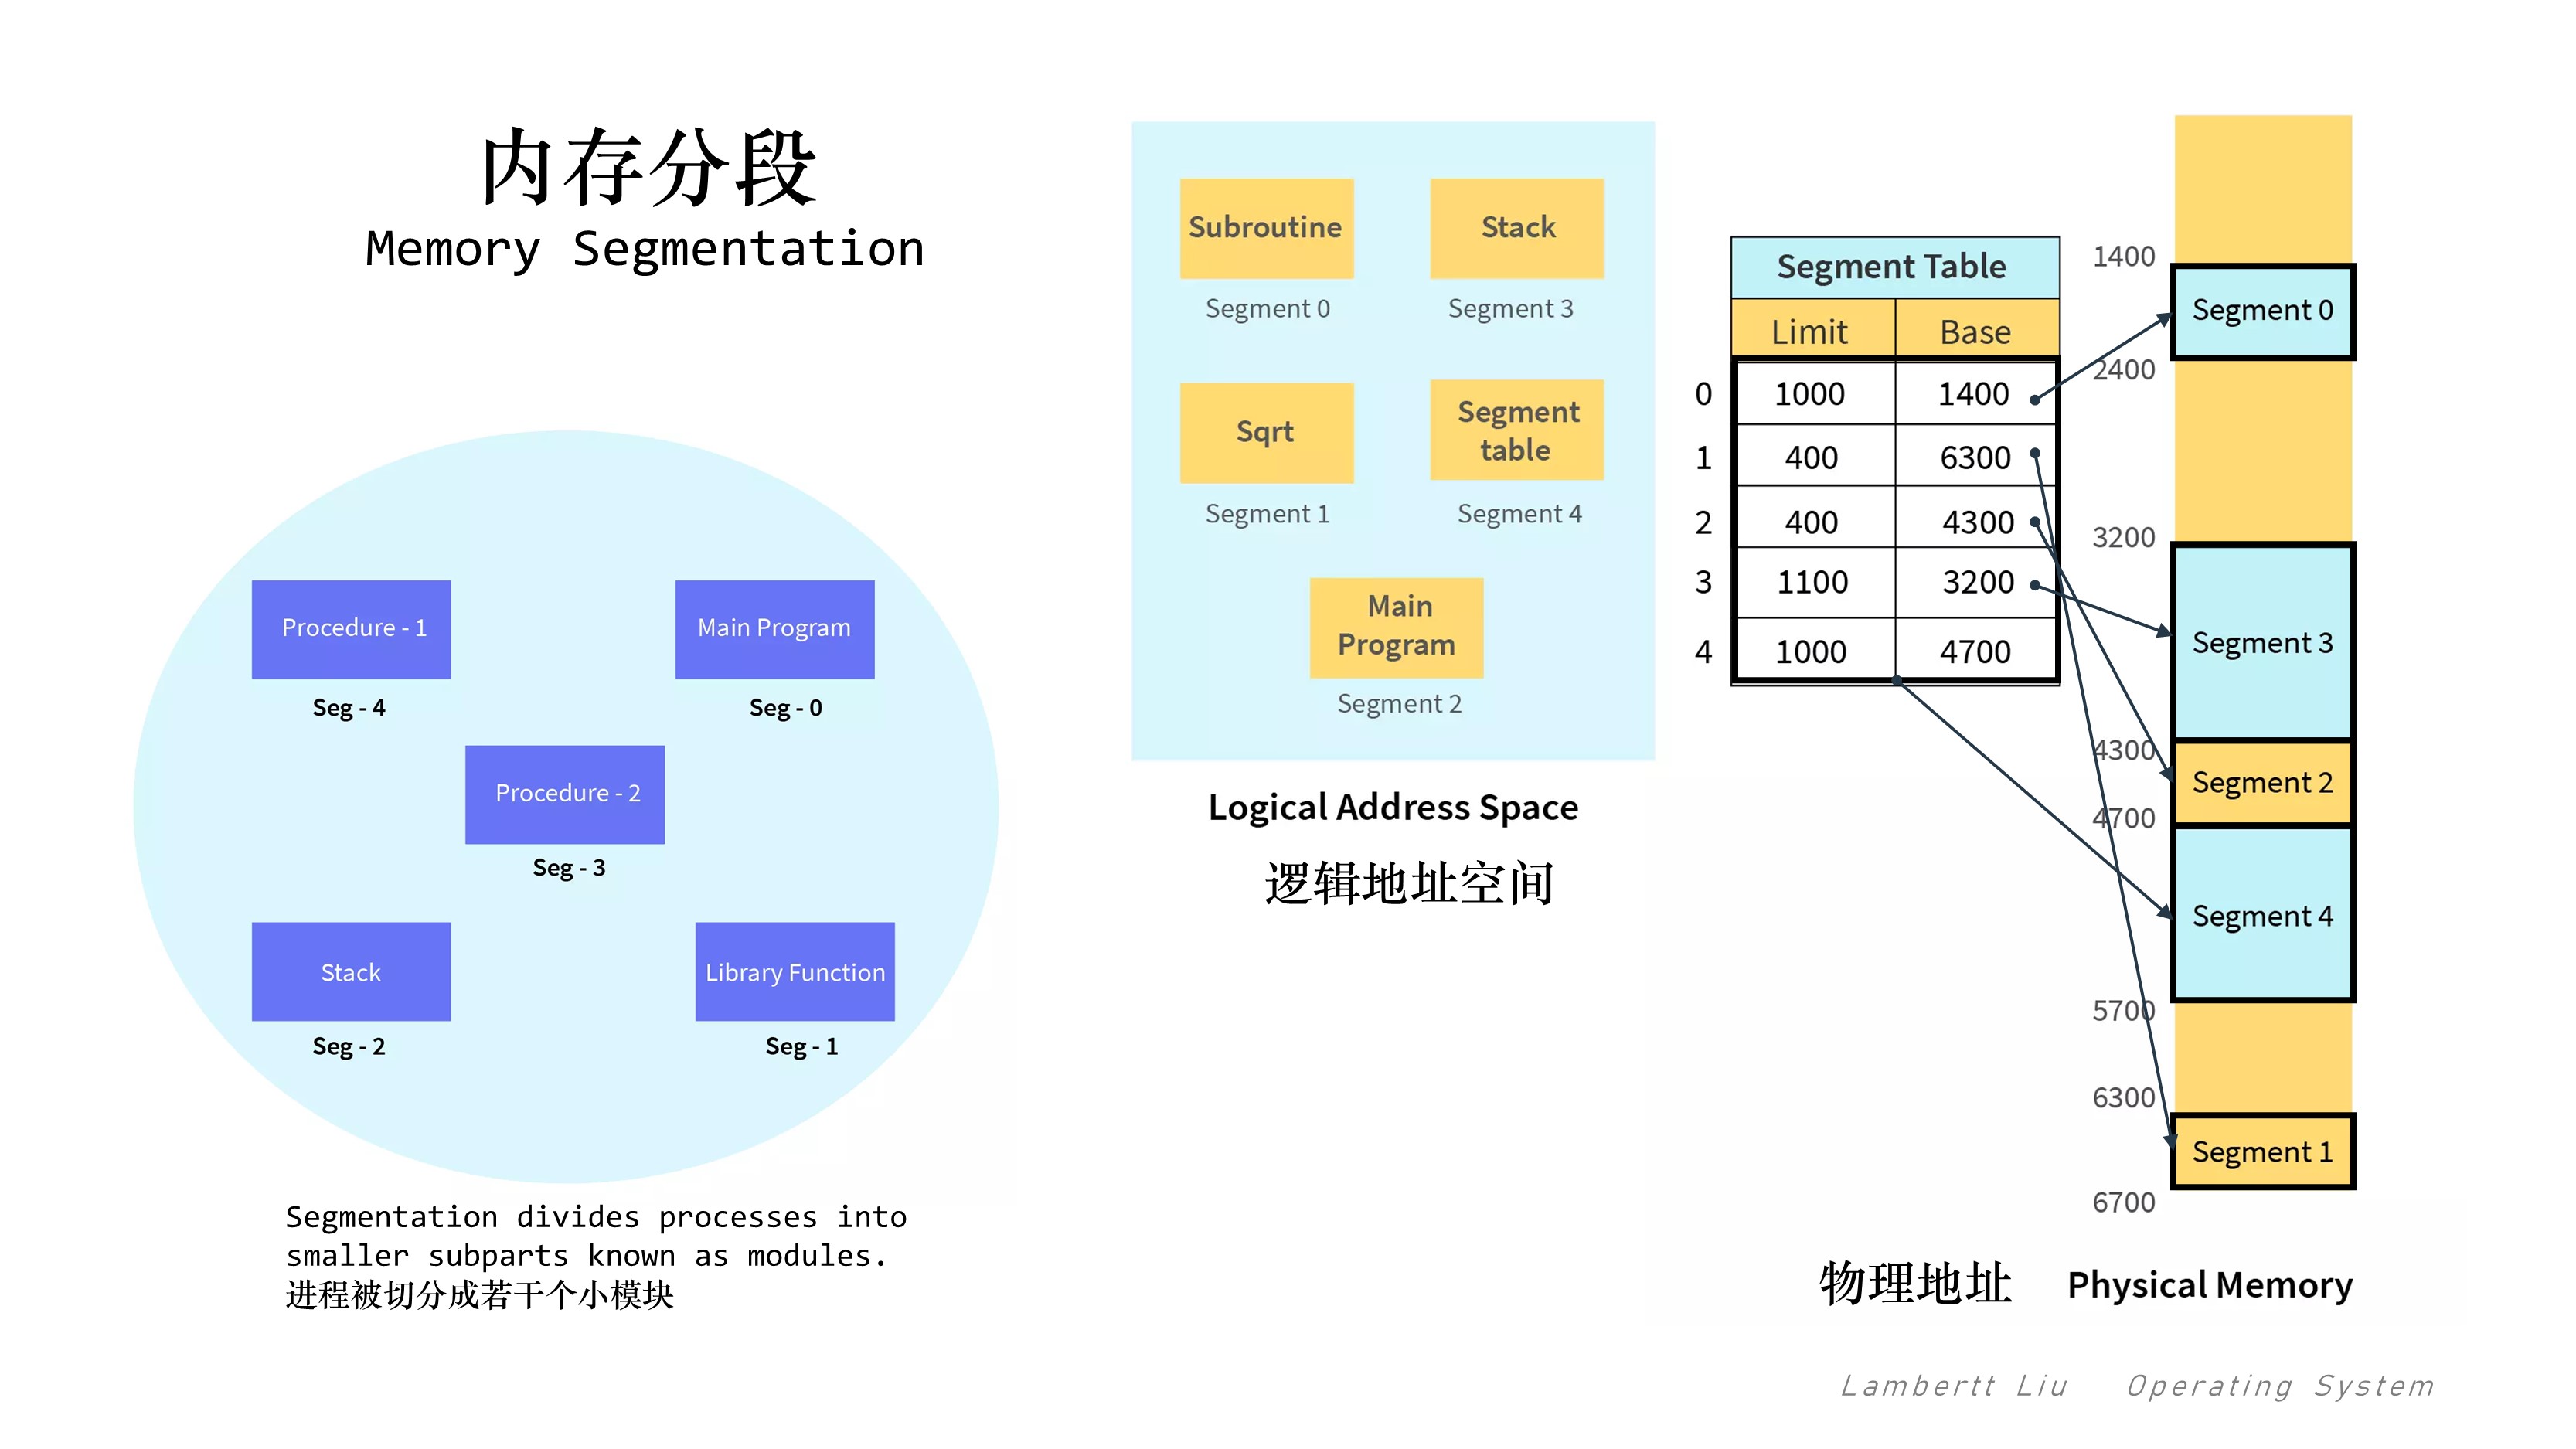 内存分段
Memory Segmentation
Procedure - 1
Seg - 4
Main Program
Seg - 0
Procedure - 2
Seg - 3
Stack
Seg - 2
Library Function
Seg - 1
Segmentation divides processes into
smaller subparts known as modules.
进程被切分成若干个小模块
Subroutine
Segment 0
Stack
Segment 3
Sqrt
Segment 1
Segment
table
Segment 4
Main
Program
Segment 2
Logical Address Space
逻辑地址空间
Segment Table
Limit Base
0 1000 1400
1 400 6300
2 400 4300
3 1100 3200
4 1000 4700
1400
Segment 0
2400
3200
Segment 3
4300
Segment 2
4700
Segment 4
5700
6300
Segment 1
6700
物理地址 Physical Memory
Lambertt Liu Operating System